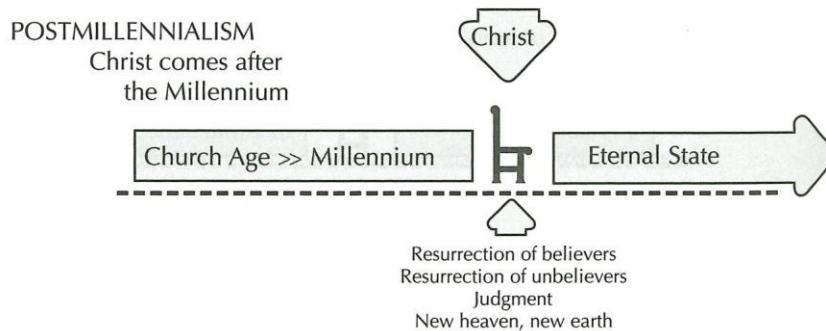 POSTMILLENNIALISM
Christ comes after
the Millennium
Christ
Church Age >> Millennium
Eternal State
Resurrection of believers
Resurrection of unbelievers
Judgment
New heaven, new earth